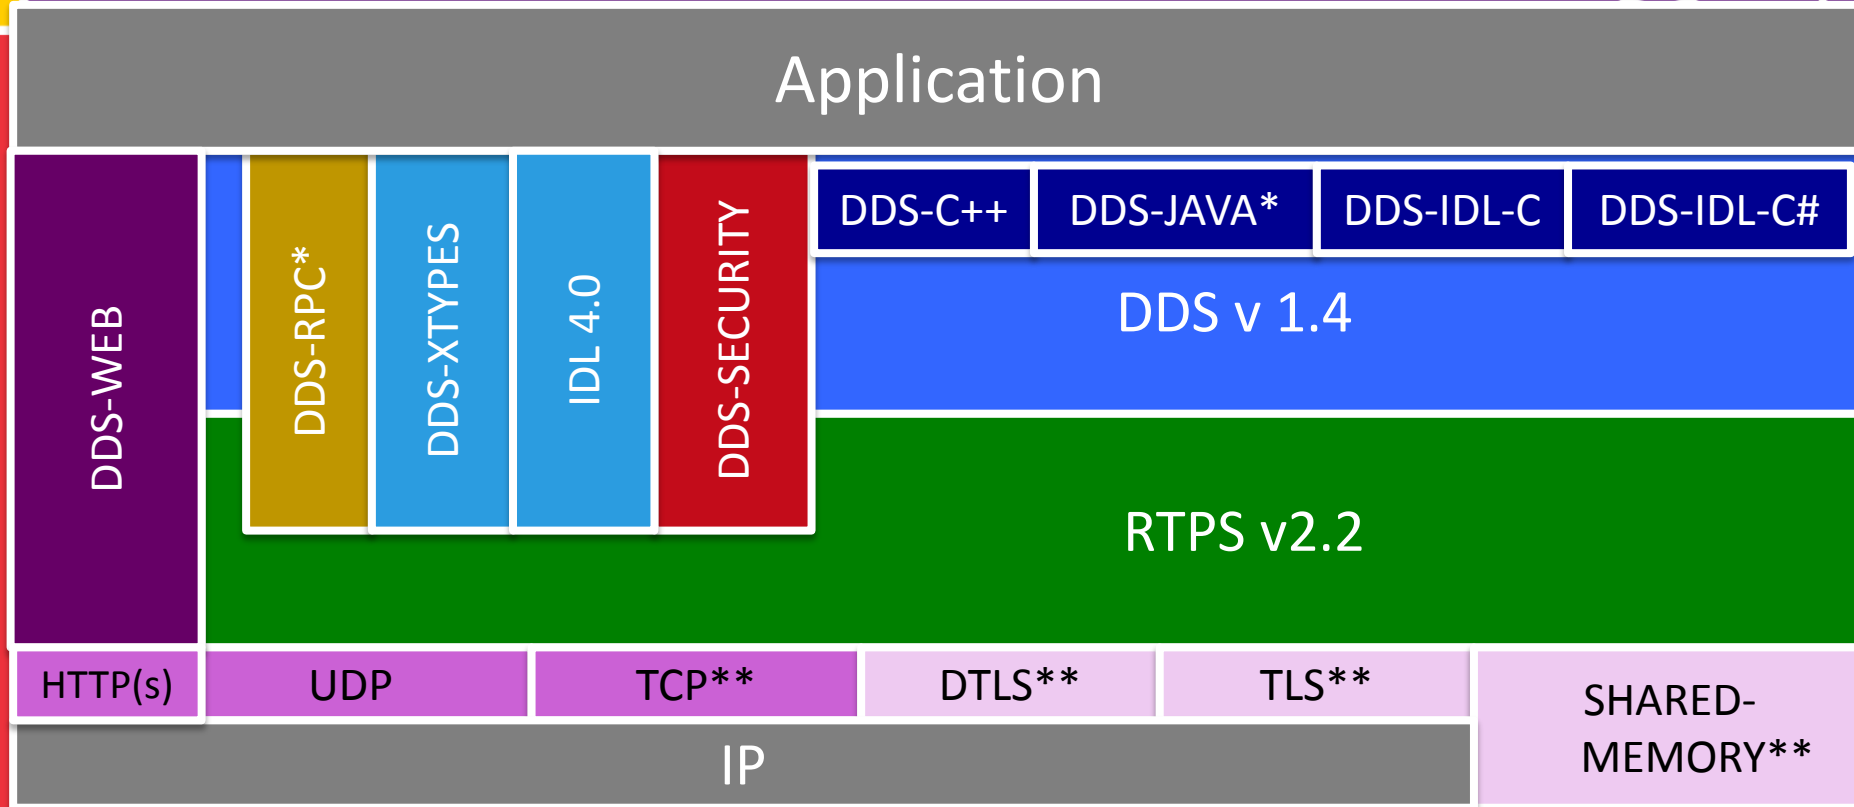 Application
DDS-WEB
DDS-RPC*
DDS-XTYPES
IDL 4.0
DDS-SECURITY
DDS-C++
DDS-JAVA*
DDS-IDL-C
DDS-IDL-C#
DDS v 1.4
RTPS v2.2
HTTP(s)
UDP
TCP**
DTLS**
TLS**
SHARED-
MEMORY**
IP